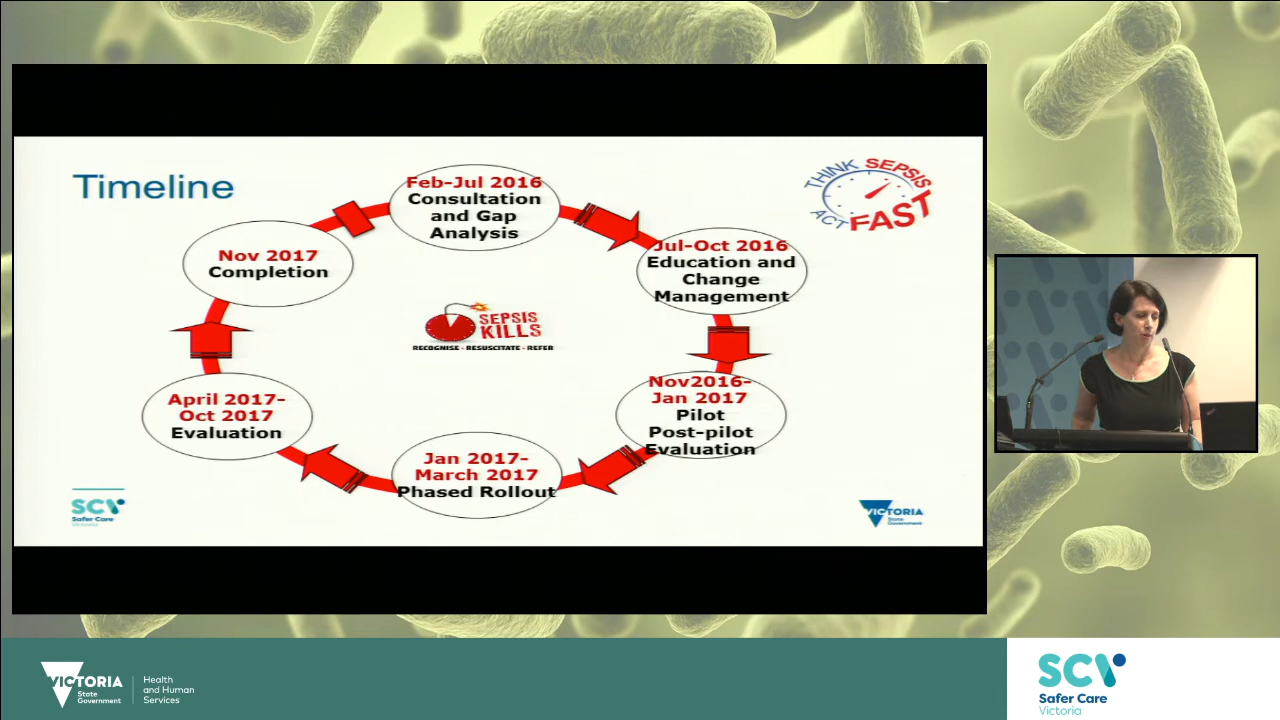 Timeline
THINK SEPSIS
ACT FAST
Feb-Jul 2016
Consultation
and Gap
Analysis
Jul-Oct 2016
Education and
Change
Management
Nov2016-
Jan 2017
Pilot
Post-pilot
Evaluation
Jan 2017-
March 2017
Phased Rollout
April 2017-
Oct 2017
Evaluation
Nov 2017
Completion
SEPSIS
KILLS
RECOGNISE - RESUSCITATE - REFER
SCV
Safer Care
Victoria
VICTORIA
State
Government
VICTORIA
State
Government
Health
and Human
Services
SCV
Safer Care
Victoria